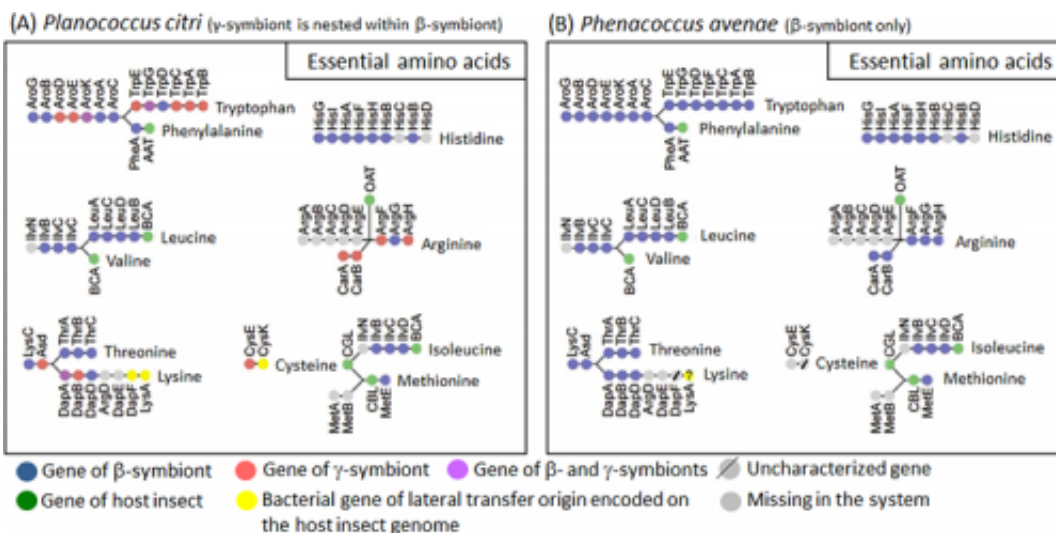 (A) Planococcus citri (γ-symbiont is nested within β-symbiont)
Essential amino acids
AroG AroB AroD AroE AroK AroA AroC
TrpE TrpG TrpD TrpC TrpA TrpB
Tryptophan
Phenylalanine
PheA AAT
HisG HisI HisA HisF HisH HisB HisC HisB HisD
Histidine
IlvN IlvB IlvC IlvC
LeuA LeuC LeuD LeuB BCA
Leucine
Valine
BCA
OAT
ArgA ArgB ArgC ArgD ArgE ArgF ArgG ArgH
Arginine
CarA CarB
LysC Asd
ThrA ThrB ThrC
Threonine
Lysine
DapA DapB DapD ArgD DapE DapF LysA
CysE CysK
Cysteine
CGL
IlvN IlvB IlvC IlvD BCA
Isoleucine
Methionine
MetA MetB
CBL MetE
(B) Phenacoccus avenae (β-symbiont only)
Essential amino acids
AroG AroB AroD AroE AroK AroA AroC
TrpE TrpG TrpD TrpF TrpC TrpA TrpB
Tryptophan
Phenylalanine
PheA AAT
HisG HisI HisA HisF HisH HisB HisC HisB HisD
Histidine
IlvN IlvB IlvC IlvC
LeuA LeuC LeuD LeuB BCA
Leucine
Valine
BCA
OAT
ArgA ArgB ArgC ArgD ArgE ArgF ArgG ArgH
Arginine
CarA CarB
LysC Asd
ThrA ThrB ThrC
Threonine
Lysine
?
DapA DapB DapD ArgD DapE DapF LysA
CysE CysK
Cysteine
CGL
IlvN IlvB IlvC IlvD BCA
Isoleucine
Methionine
MetA MetB
CBL MetE
Gene of β-symbiont
Gene of γ-symbiont
Gene of β- and γ-symbionts
Uncharacterized gene
Gene of host insect
Bacterial gene of lateral transfer origin encoded on
the host insect genome
Missing in the system